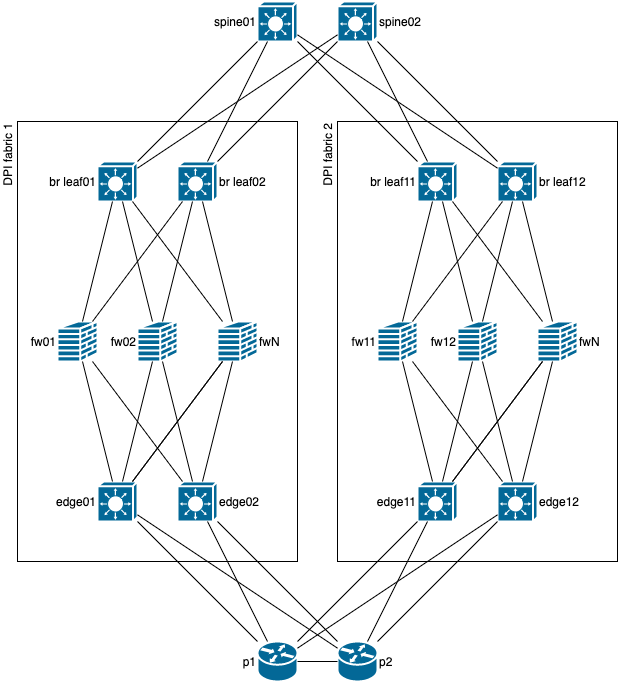 spine01
spine02
DPI fabric 1
DPI fabric 2
br leaf01
br leaf02
br leaf11
br leaf12
fw01
fw02
fwN
fw11
fw12
fwN
edge01
edge02
edge11
edge12
p1
p2